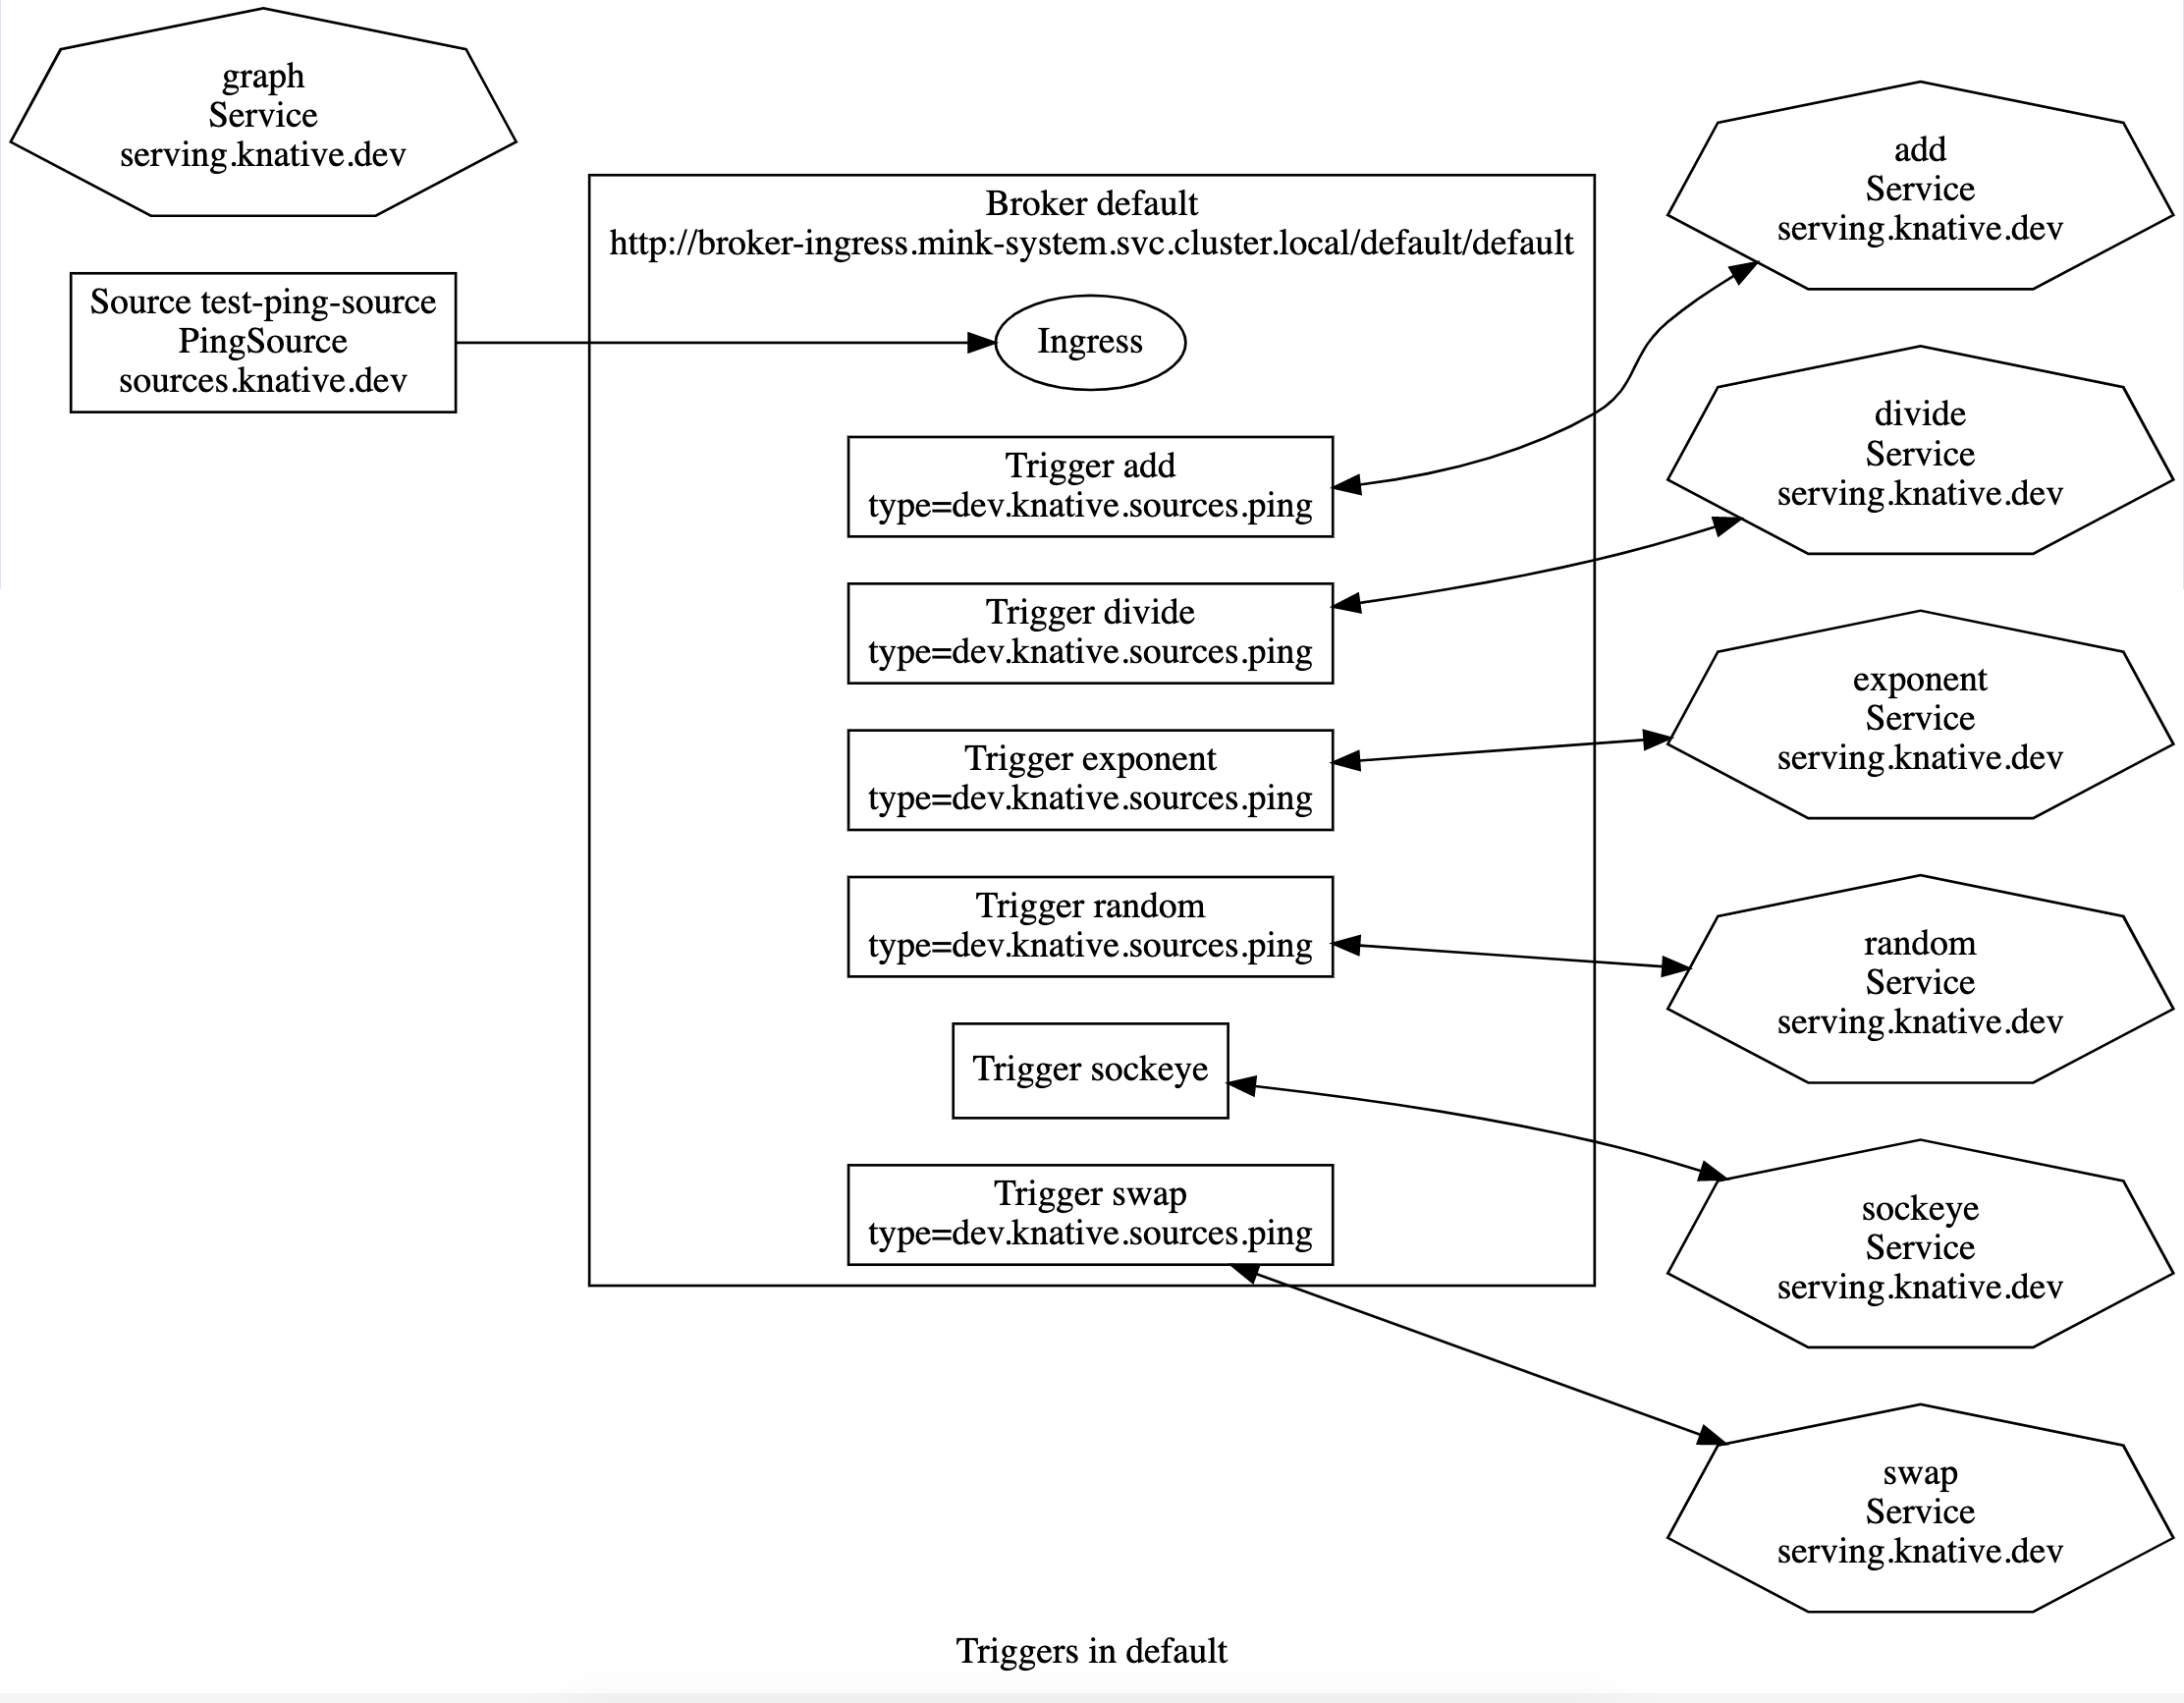 graph
Service
serving.knative.dev
Source test-ping-source
PingSource
sources.knative.dev
Broker default
http://broker-ingress.mink-system.svc.cluster.local/default/default
Ingress
Trigger add
type=dev.knative.sources.ping
Trigger divide
type=dev.knative.sources.ping
Trigger exponent
type=dev.knative.sources.ping
Trigger random
type=dev.knative.sources.ping
Trigger sockeye
Trigger swap
type=dev.knative.sources.ping
add
Service
serving.knative.dev
divide
Service
serving.knative.dev
exponent
Service
serving.knative.dev
random
Service
serving.knative.dev
sockeye
Service
serving.knative.dev
swap
Service
serving.knative.dev
Triggers in default